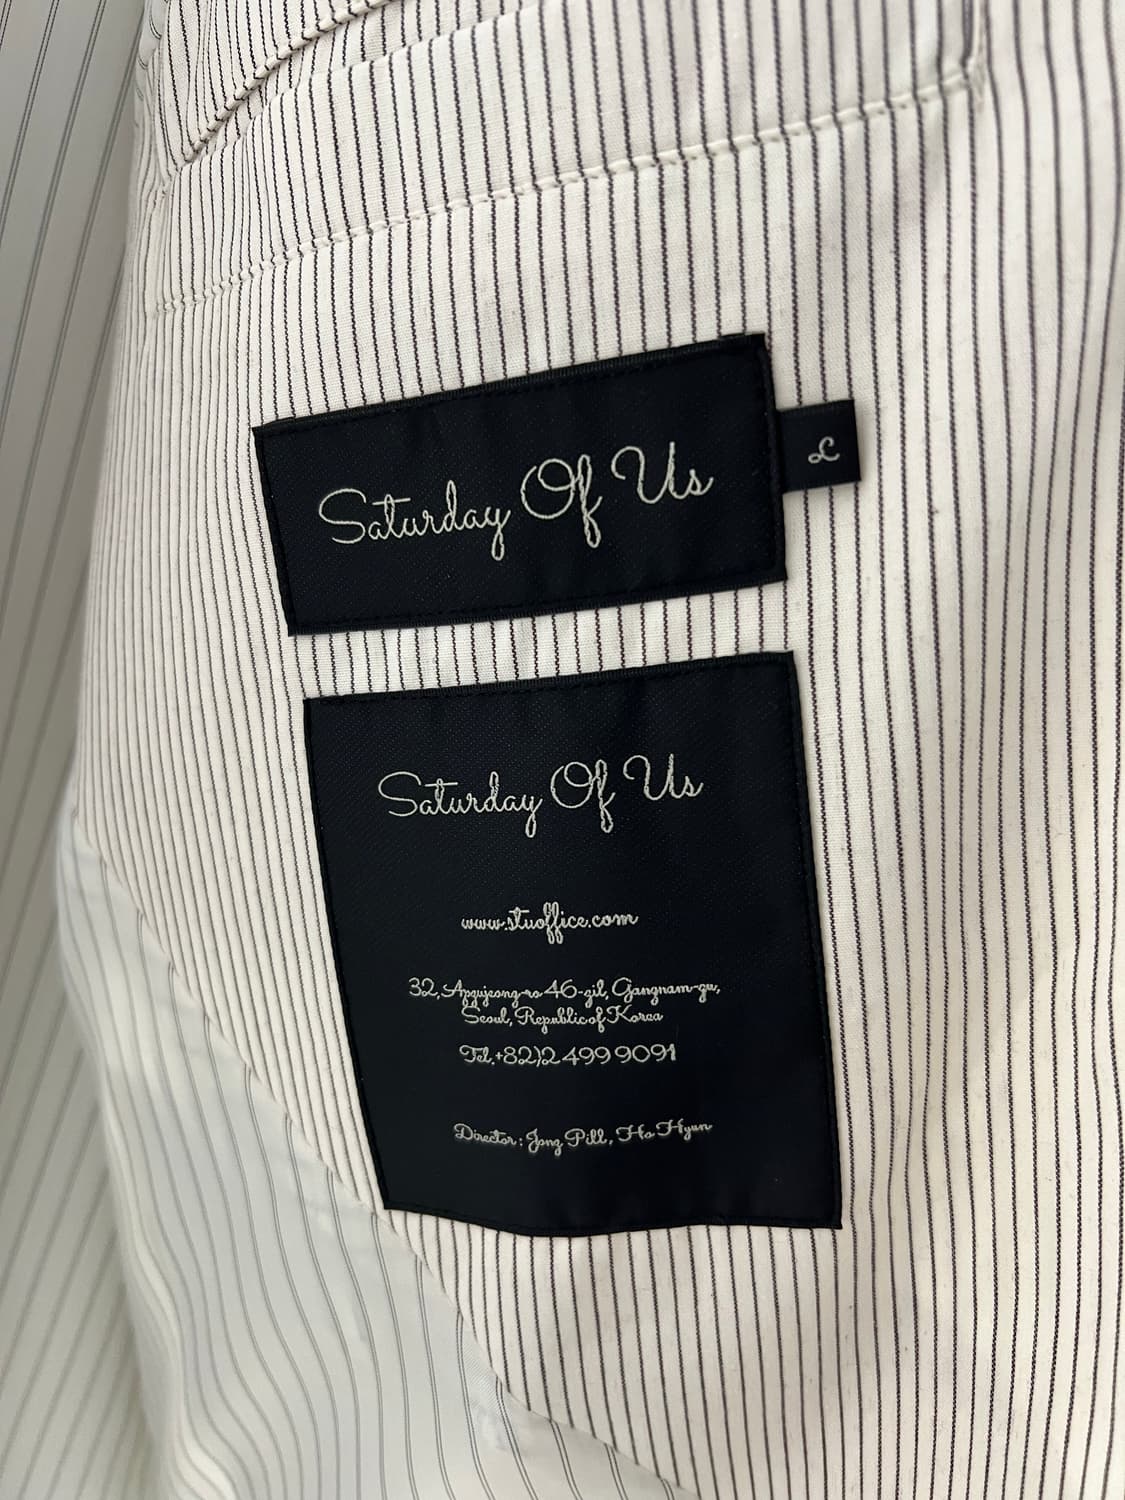 Saturday Of Us
L
Saturday Of Us
www.stuoffice.com
32, Apgujeong-ro 46-gil, Gangnam-gu,
Seoul, Republic of Korea
Tel.+82)2 499 9091
Director : Jong Pill, Ho Hyun